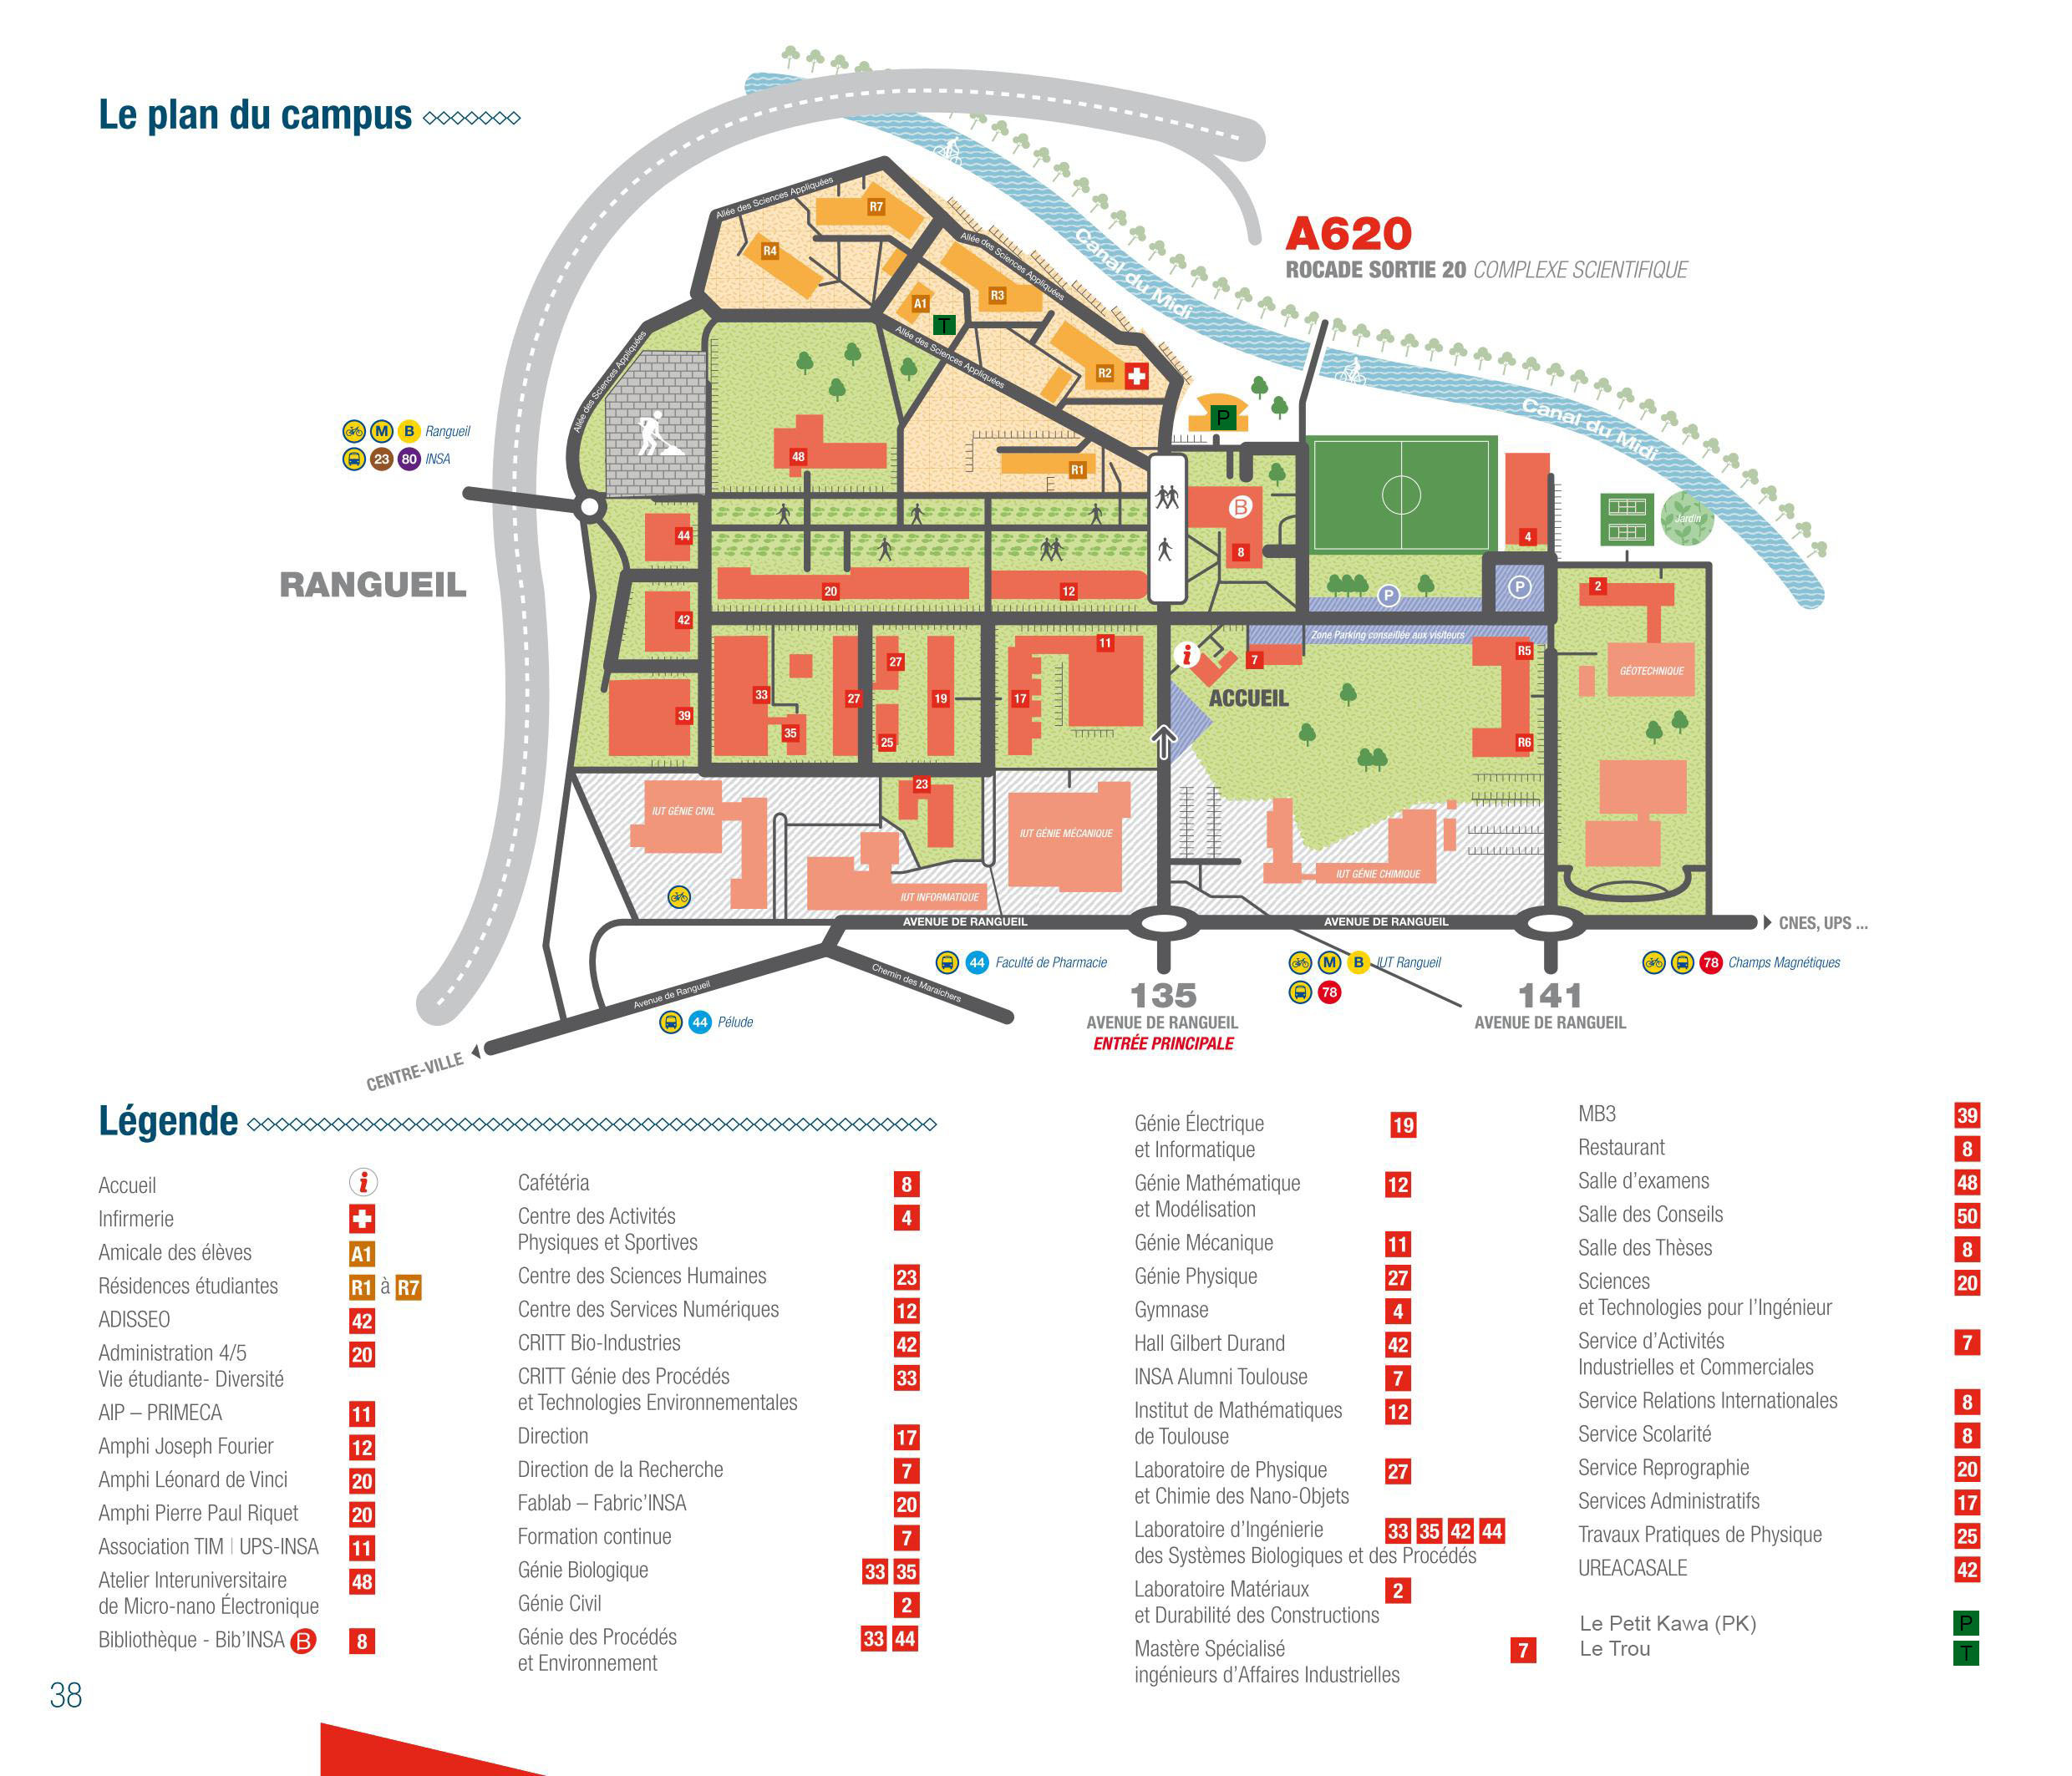 Le plan du campus
Allée des Sciences Appliquées
R7
R4
Allée des Sciences Appliquées
R3
A1
T
Allée des Sciences Appliquées
R2
Canal du Midi
A620
ROCADE SORTIE 20 COMPLEXE SCIENTIFIQUE
Allée des Sciences Appliquées
P
Canal du Midi
M B Rangueil
23 80 INSA
48
R1
B
8
4
Jardin
44
RANGUEIL
20
12
P
P
2
42
Zone Parking conseillée aux visiteurs
11
i
7
R5
GÉOTECHNIQUE
27
33
27
19
17
ACCUEIL
39
35
25
R6
23
IUT GÉNIE CIVIL
IUT GÉNIE MÉCANIQUE
IUT GÉNIE CHIMIQUE
IUT INFORMATIQUE
AVENUE DE RANGUEIL
AVENUE DE RANGUEIL
CNES, UPS ...
44 Faculté de Pharmacie
M B IUT Rangueil
78
78 Champs Magnétiques
Chemin des Maraichers
Avenue de Rangueil
44 Pélude
CENTRE-VILLE
135
AVENUE DE RANGUEIL
ENTRÉE PRINCIPALE
141
AVENUE DE RANGUEIL
Légende
Accueil i
Infirmerie
Amicale des élèves A1
Résidences étudiantes R1 à R7
ADISSEO 42
Administration 4/5 20
Vie étudiante- Diversité
AIP – PRIMECA 11
Amphi Joseph Fourier 12
Amphi Léonard de Vinci 20
Amphi Pierre Paul Riquet 20
Association TIM | UPS-INSA 11
Atelier Interuniversitaire 48
de Micro-nano Électronique
Bibliothèque - Bib'INSA B 8
Cafétéria 8
Centre des Activités 4
Physiques et Sportives
Centre des Sciences Humaines 23
Centre des Services Numériques 12
CRITT Bio-Industries 42
CRITT Génie des Procédés 33
et Technologies Environnementales
Direction 17
Direction de la Recherche 7
Fablab – Fabric'INSA 20
Formation continue 7
Génie Biologique 33 35
Génie Civil 2
Génie des Procédés 33 44
et Environnement
Génie Électrique 19
et Informatique
Génie Mathématique 12
et Modélisation
Génie Mécanique 11
Génie Physique 27
Gymnase 4
Hall Gilbert Durand 42
INSA Alumni Toulouse 7
Institut de Mathématiques 12
de Toulouse
Laboratoire de Physique 27
et Chimie des Nano-Objets
Laboratoire d'Ingénierie 33 35 42 44
des Systèmes Biologiques et des Procédés
Laboratoire Matériaux 2
et Durabilité des Constructions
Mastère Spécialisé 7
ingénieurs d'Affaires Industrielles
MB3 39
Restaurant 8
Salle d'examens 48
Salle des Conseils 50
Salle des Thèses 8
Sciences 20
et Technologies pour l'Ingénieur
Service d'Activités 7
Industrielles et Commerciales
Service Relations Internationales 8
Service Scolarité 8
Service Reprographie 20
Services Administratifs 17
Travaux Pratiques de Physique 25
UREACASALE 42
Le Petit Kawa (PK) P
Le Trou T
38